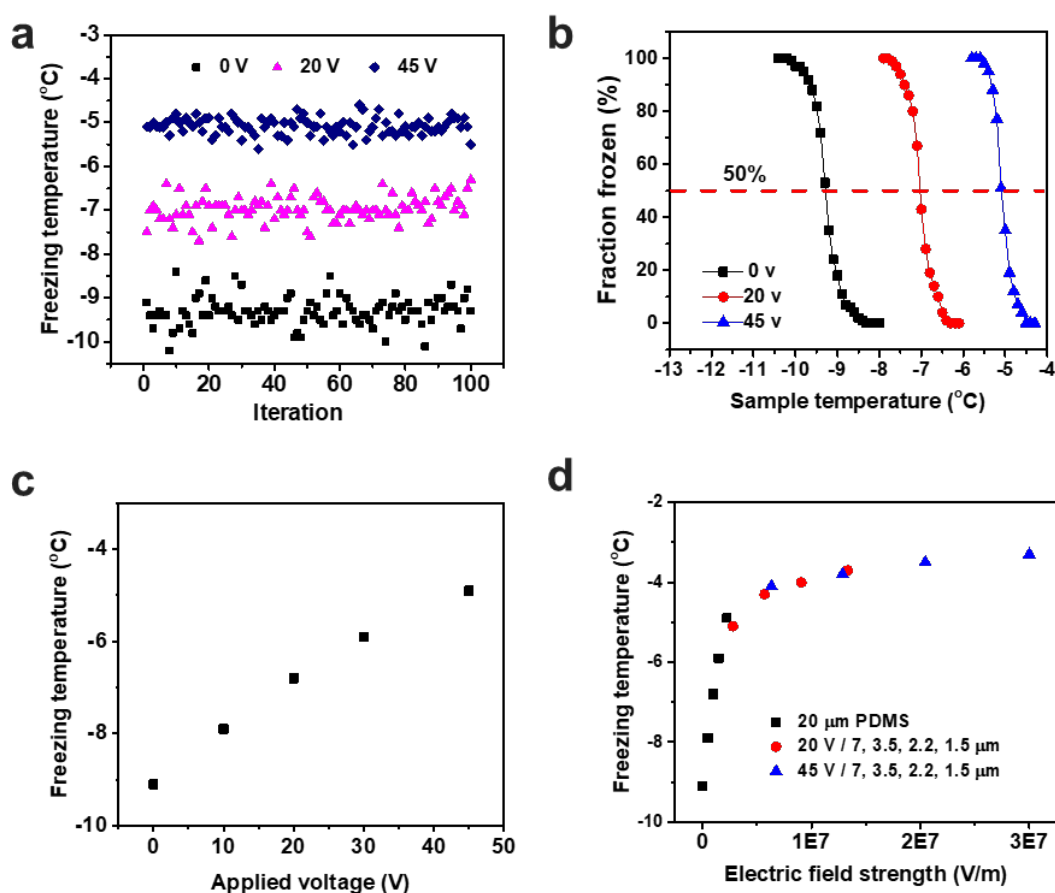 a
Freezing temperature (°C)
-3
-4
-5
-6
-7
-8
-9
-10
0 V 20 V 45 V
0 20 40 60 80 100
Iteration
b
Fraction frozen (%)
100
80
60
40
20
0
50%
0 v
20 v
45 v
-13 -12 -11 -10 -9 -8 -7 -6 -5 -4
Sample temperature (°C)
c
Freezing temperature (°C)
-4
-6
-8
-10
0 10 20 30 40 50
Applied voltage (V)
d
Freezing temperature (°C)
-2
-4
-6
-8
-10
20 μm PDMS
20 V / 7, 3.5, 2.2, 1.5 μm
45 V / 7, 3.5, 2.2, 1.5 μm
0 1E7 2E7 3E7
Electric field strength (V/m)